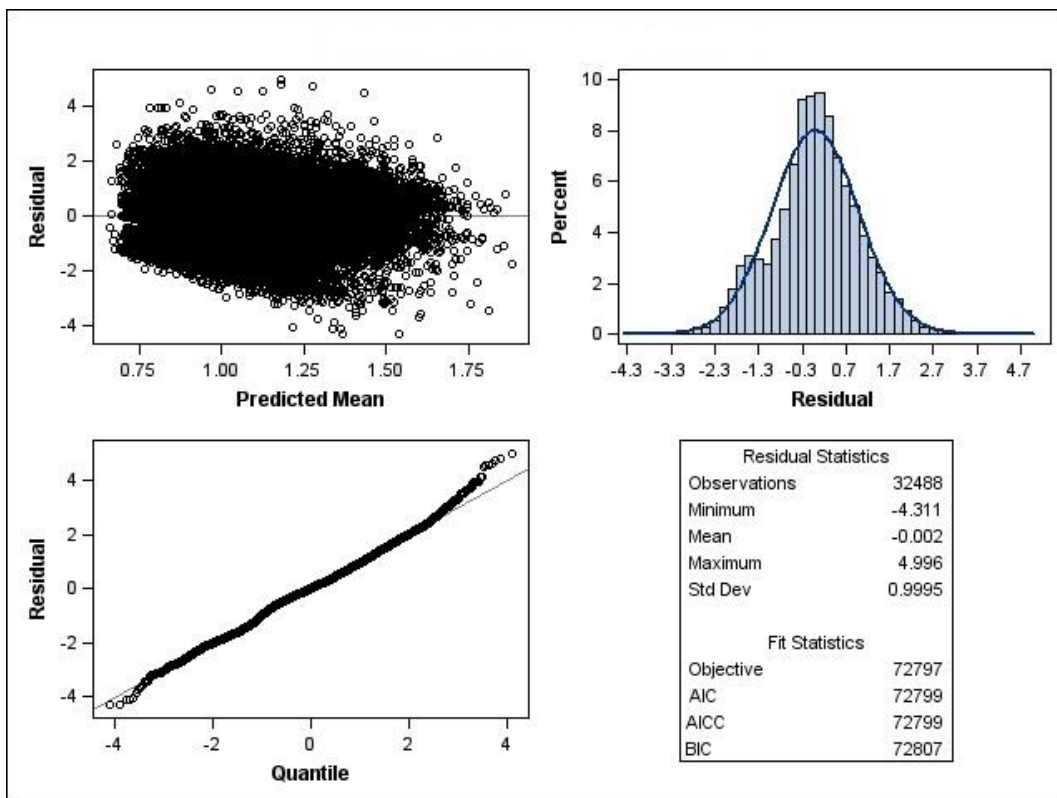 4
2
0
-2
-4
Residual
0.75 1.00 1.25 1.50 1.75
Predicted Mean
10
8
6
4
2
0
Percent
-4.3 -3.3 -2.3 -1.3 -0.3 0.7 1.7 2.7 3.7 4.7
Residual
4
2
0
-2
-4
Residual
-4 -2 0 2 4
Quantile
Residual Statistics
Observations 32488
Minimum -4.311
Mean -0.002
Maximum 4.996
Std Dev 0.9995
Fit Statistics
Objective 72797
AIC 72799
AICC 72799
BIC 72807